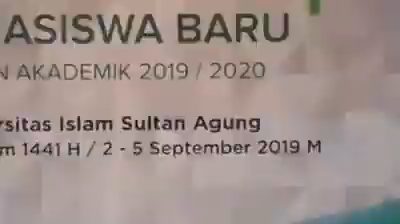 ASISWA BARU
N AKADEMIK 2019 / 2020
rsitas Islam Sultan Agung
m 1441 H / 2 - 5 September 2019 M